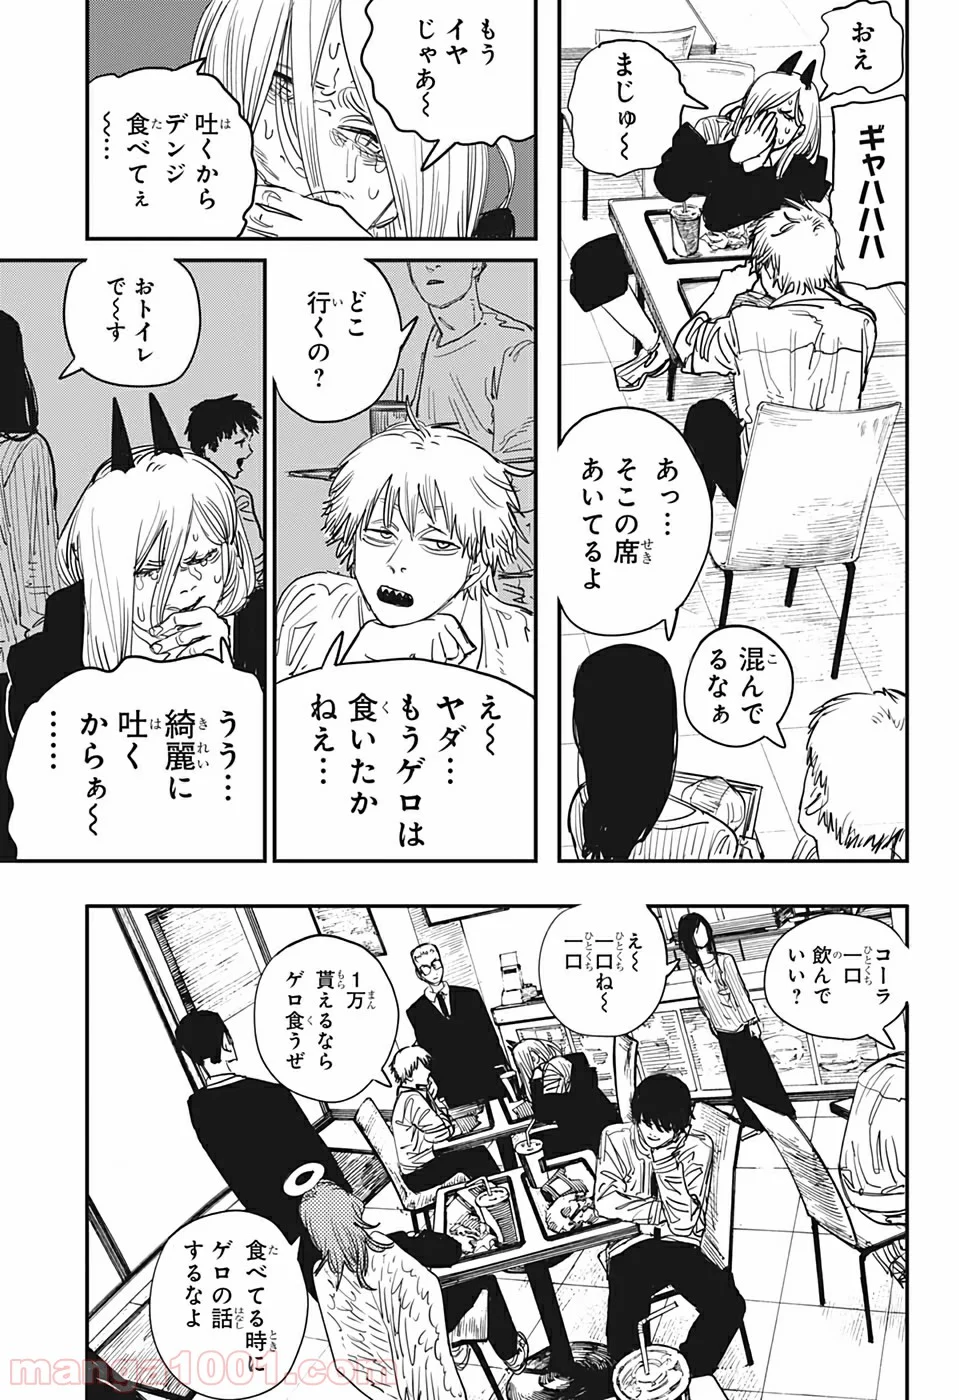 おえ
まじゅ〜
ギャハハハ
あっ…
そこの席
あいてるよ
混んで
るなぁ
もう
イヤ
じゃあ〜
吐くから
デンジ
食べてぇ
〜……
どこ
行くの?
え〜
ヤダ…
もうゲロは
食いたか
ねえ…
おトイレ
で〜す
うう…
綺麗に
吐く
からぁ〜
……
コーラ
一口
飲んで
いい?
え〜
一口ね〜
一口
1万
貰えるなら
ゲロ食うぜ
食べてる時に
ゲロの話
するなよ
manga1001.com